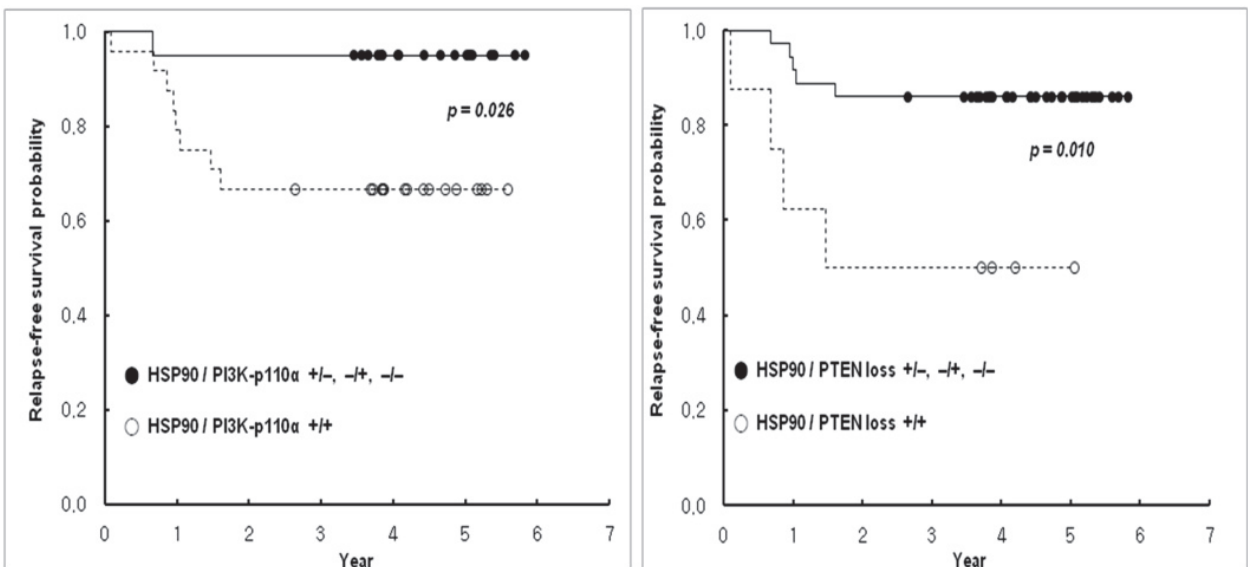 Relapse-free survival probability
1,0
0,8
0,6
0,4
0,2
0,0
p = 0.026
● HSP90 / PI3K-p110α +/−, −/+, −/−
○ HSP90 / PI3K-p110α +/+
0 1 2 3 4 5 6 7
Year
Relapse-free survival probability
1,0
0,8
0,6
0,4
0,2
0,0
p = 0.010
● HSP90 / PTEN loss +/−, −/+, −/−
○ HSP90 / PTEN loss +/+
0 1 2 3 4 5 6 7
Year